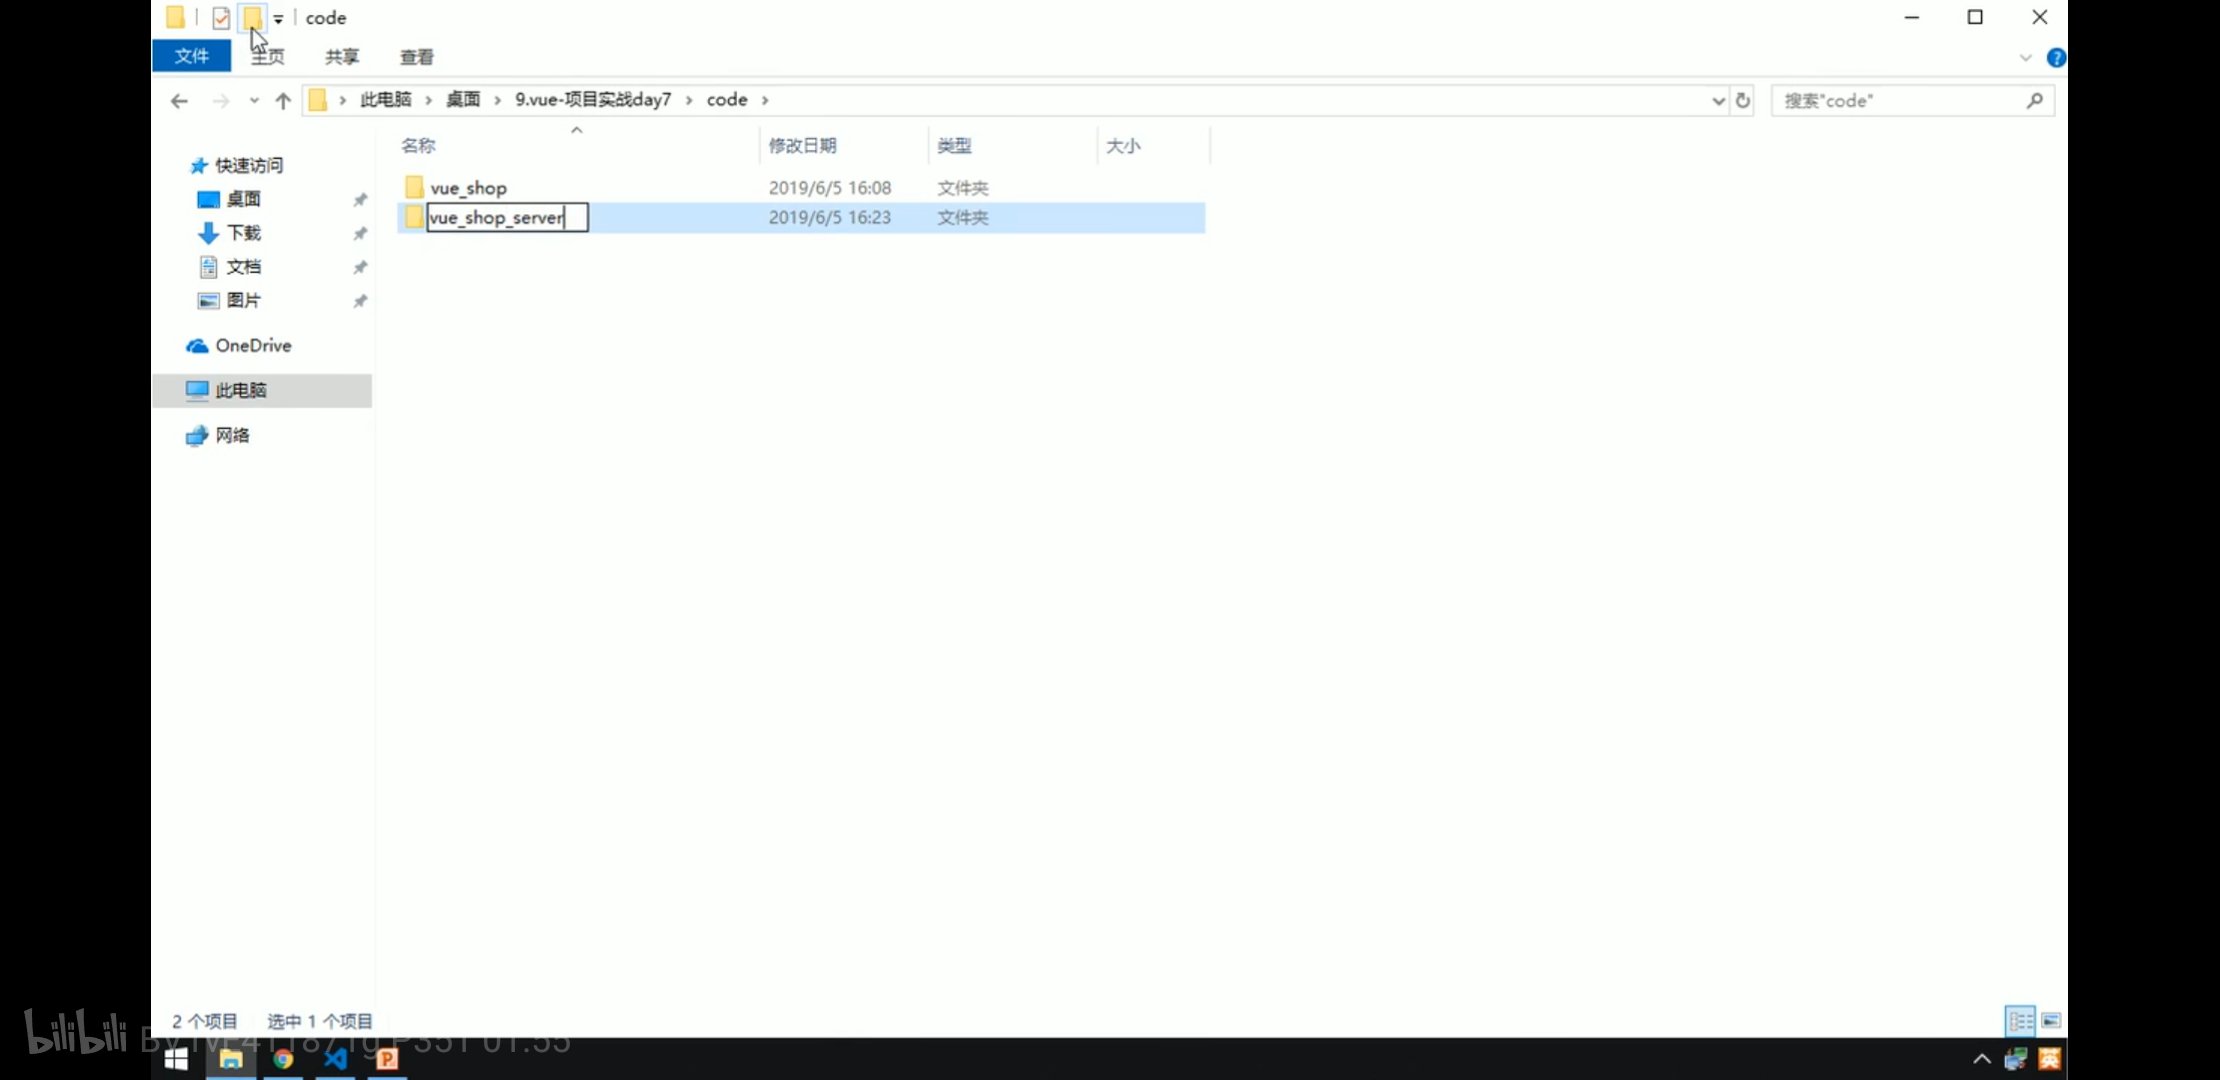 code
文件 主页 共享 查看
此电脑 桌面 9.vue-项目实战day7 code
搜索"code"
名称 修改日期 类型 大小
快速访问
桌面
下载
文档
图片
OneDrive
此电脑
网络
vue_shop 2019/6/5 16:08 文件夹
vue_shop_server 2019/6/5 16:23 文件夹
2 个项目 选中 1 个项目
bilibili
P351 01:55
英